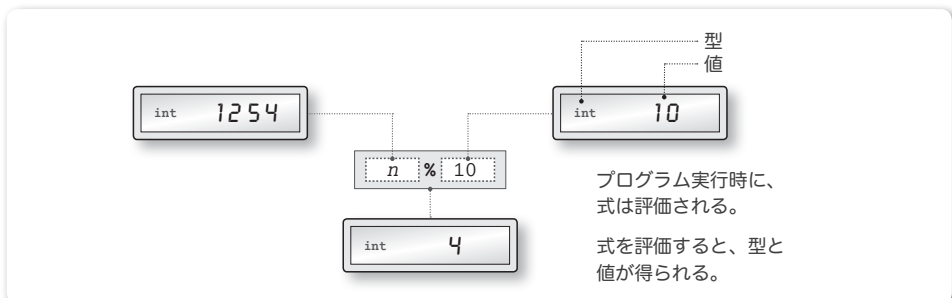 型
値
int 1254
int 10
n % 10
int 4
プログラム実行時に、
式は評価される。
式を評価すると、型と
値が得られる。